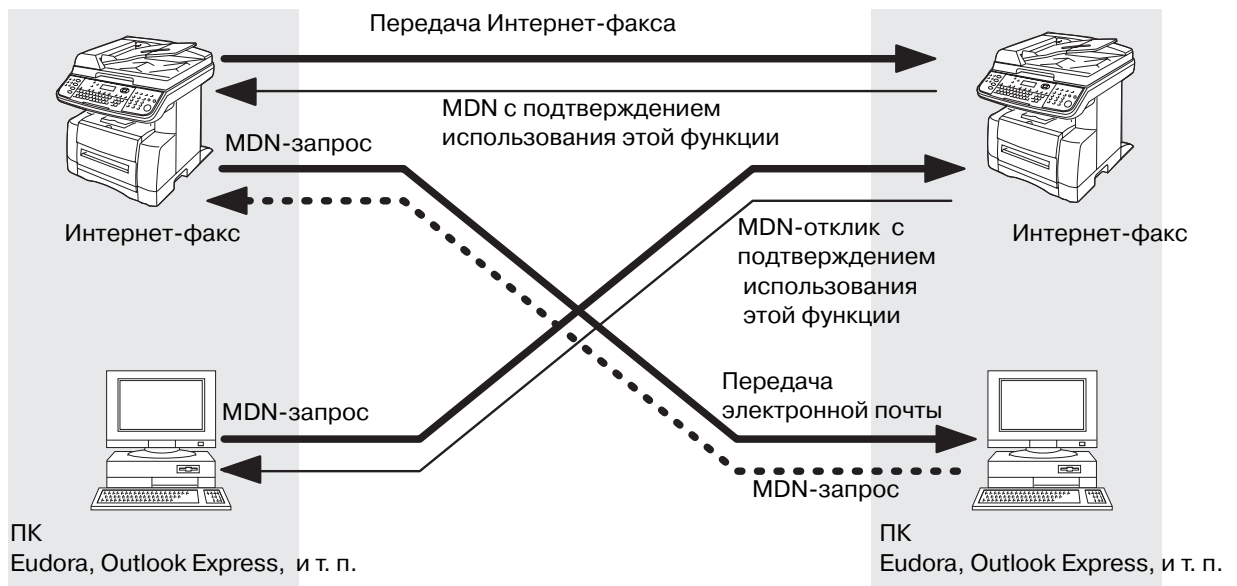 Передача Интернет-факса
MDN с подтверждением
использования этой функции
MDN-запрос
Интернет-факс
MDN-отклик с
подтверждением
использования
этой функции
Интернет-факс
MDN-запрос
Передача
электронной почты
MDN-запрос
ПК
Eudora, Outlook Express, и т. п.
ПК
Eudora, Outlook Express, и т. п.